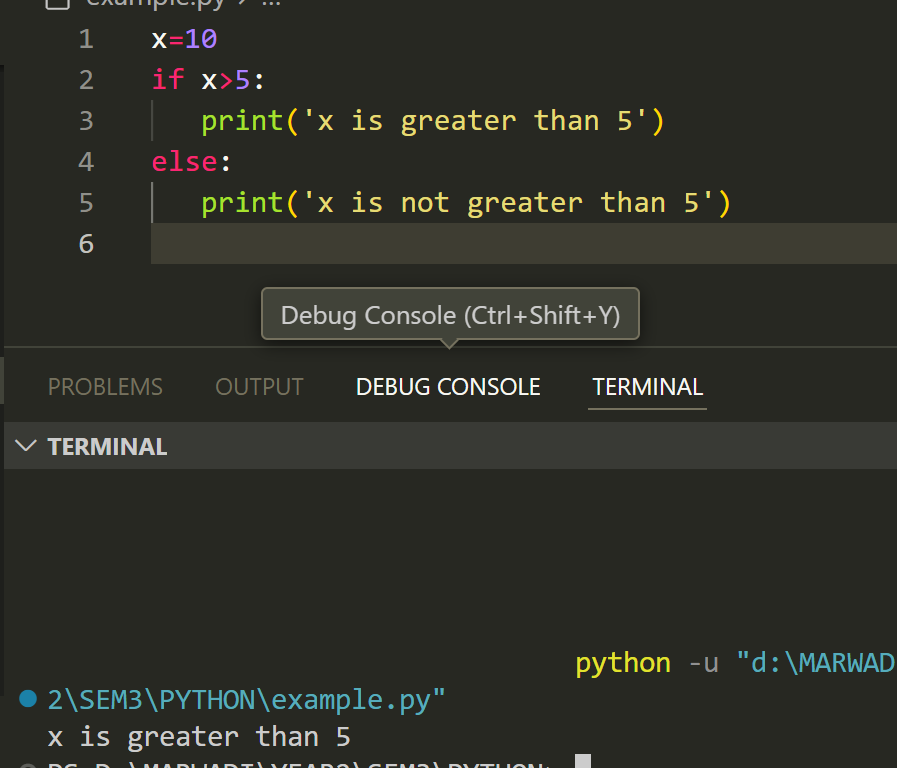 example.py > ...
1 x=10
2 if x>5:
3 print('x is greater than 5')
4 else:
5 print('x is not greater than 5')
6
Debug Console (Ctrl+Shift+Y)
PROBLEMS OUTPUT DEBUG CONSOLE TERMINAL
TERMINAL
python -u "d:\MARWAD
2\SEM3\PYTHON\example.py"
x is greater than 5
PS D:\MARWADI\YEAR2\SEM3\PYTHON>